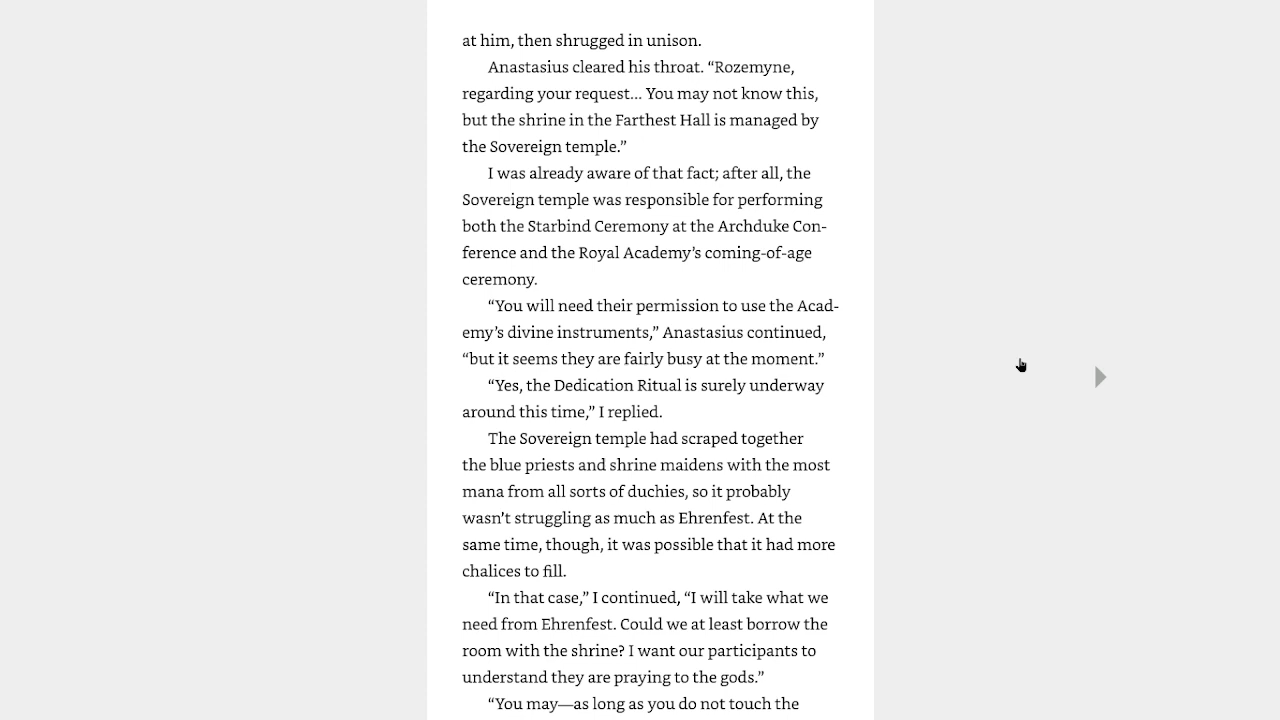 at him, then shrugged in unison.
Anastasius cleared his throat. “Rozemyne,
regarding your request... You may not know this,
but the shrine in the Farthest Hall is managed by
the Sovereign temple.”
I was already aware of that fact; after all, the
Sovereign temple was responsible for performing
both the Starbind Ceremony at the Archduke Con-
ference and the Royal Academy’s coming-of-age
ceremony.
“You will need their permission to use the Acad-
emy’s divine instruments,” Anastasius continued,
“but it seems they are fairly busy at the moment.”
“Yes, the Dedication Ritual is surely underway
around this time,” I replied.
The Sovereign temple had scraped together
the blue priests and shrine maidens with the most
mana from all sorts of duchies, so it probably
wasn’t struggling as much as Ehrenfest. At the
same time, though, it was possible that it had more
chalices to fill.
“In that case,” I continued, “I will take what we
need from Ehrenfest. Could we at least borrow the
room with the shrine? I want our participants to
understand they are praying to the gods.”
“You may—as long as you do not touch the